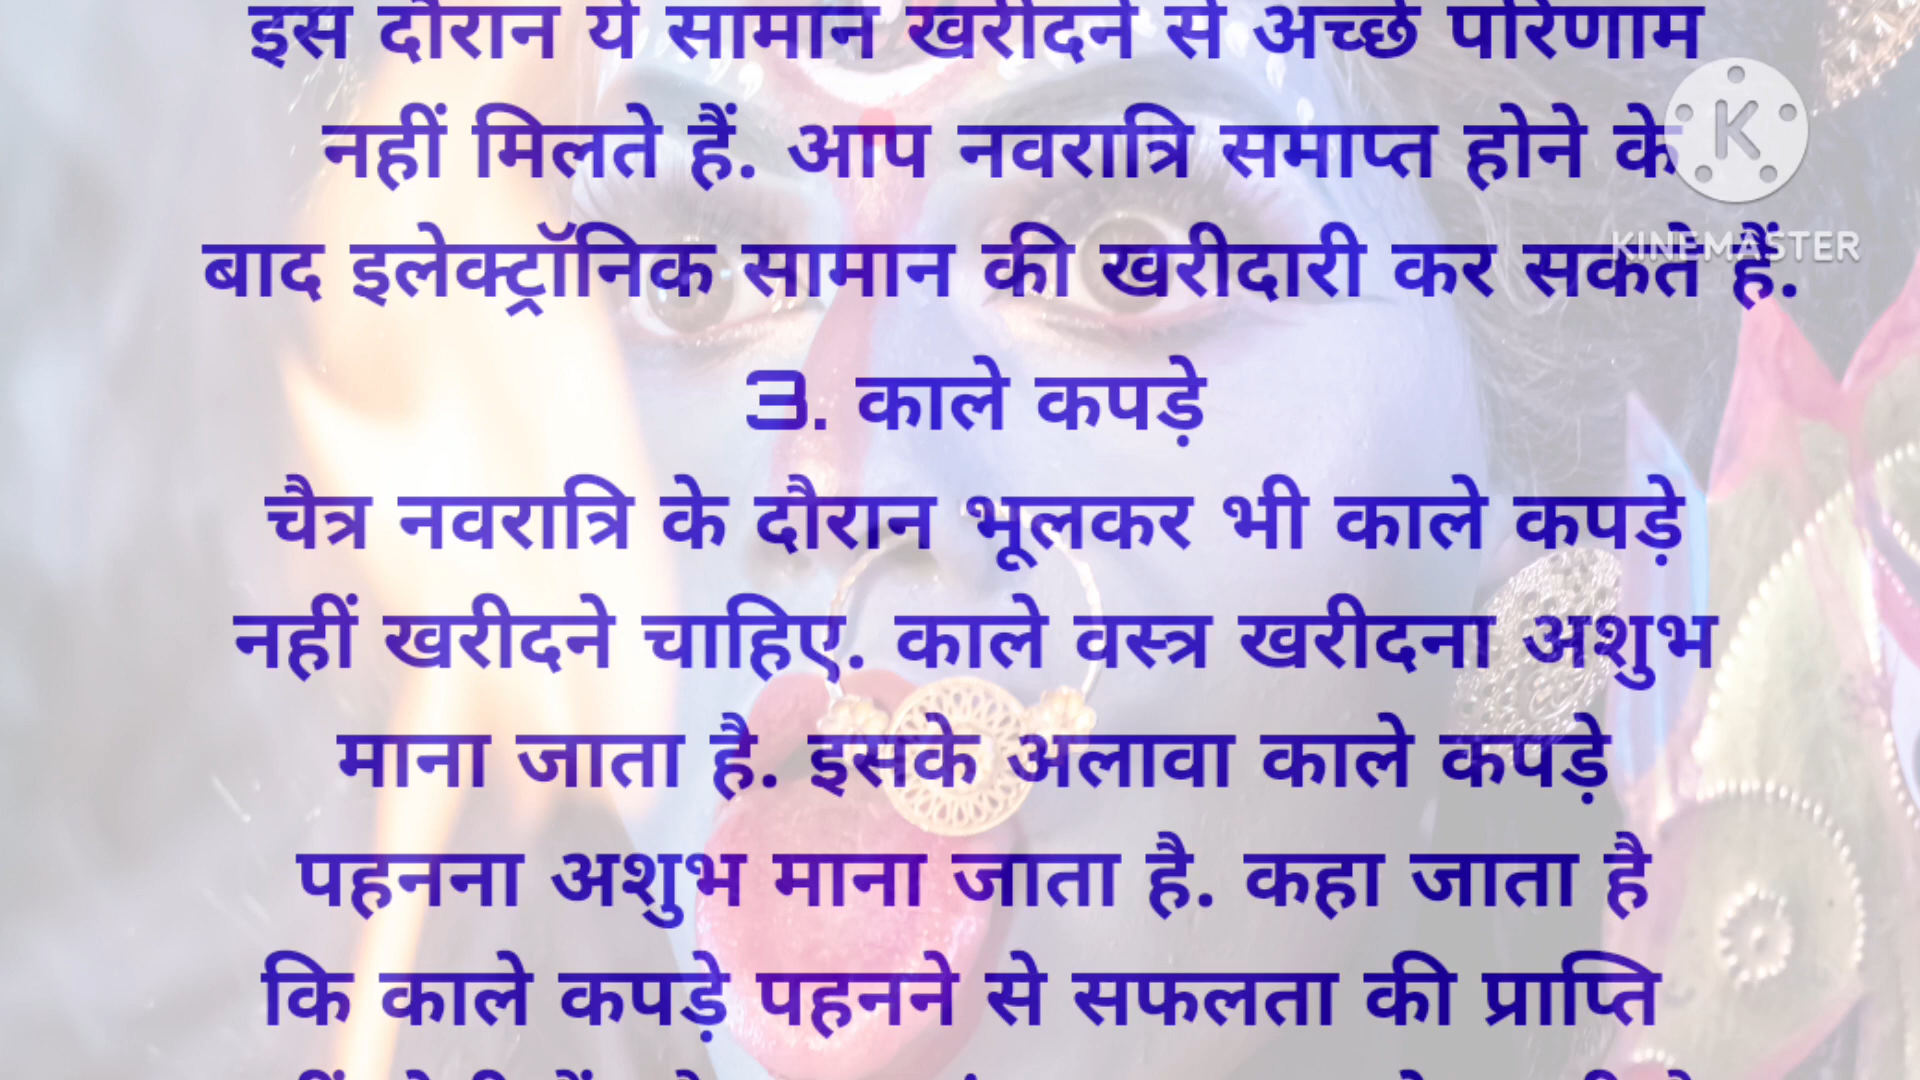 इस दौरान ये सामान खरीदने से अच्छे परिणाम
नहीं मिलते हैं. आप नवरात्रि समाप्त होने के
बाद इलेक्ट्रॉनिक सामान की खरीदारी कर सकते हैं.
3. काले कपड़े
चैत्र नवरात्रि के दौरान भूलकर भी काले कपड़े
नहीं खरीदने चाहिए. काले वस्त्र खरीदना अशुभ
माना जाता है. इसके अलावा काले कपड़े
पहनना अशुभ माना जाता है. कहा जाता है
कि काले कपड़े पहनने से सफलता की प्राप्ति
K
KINEMASTER